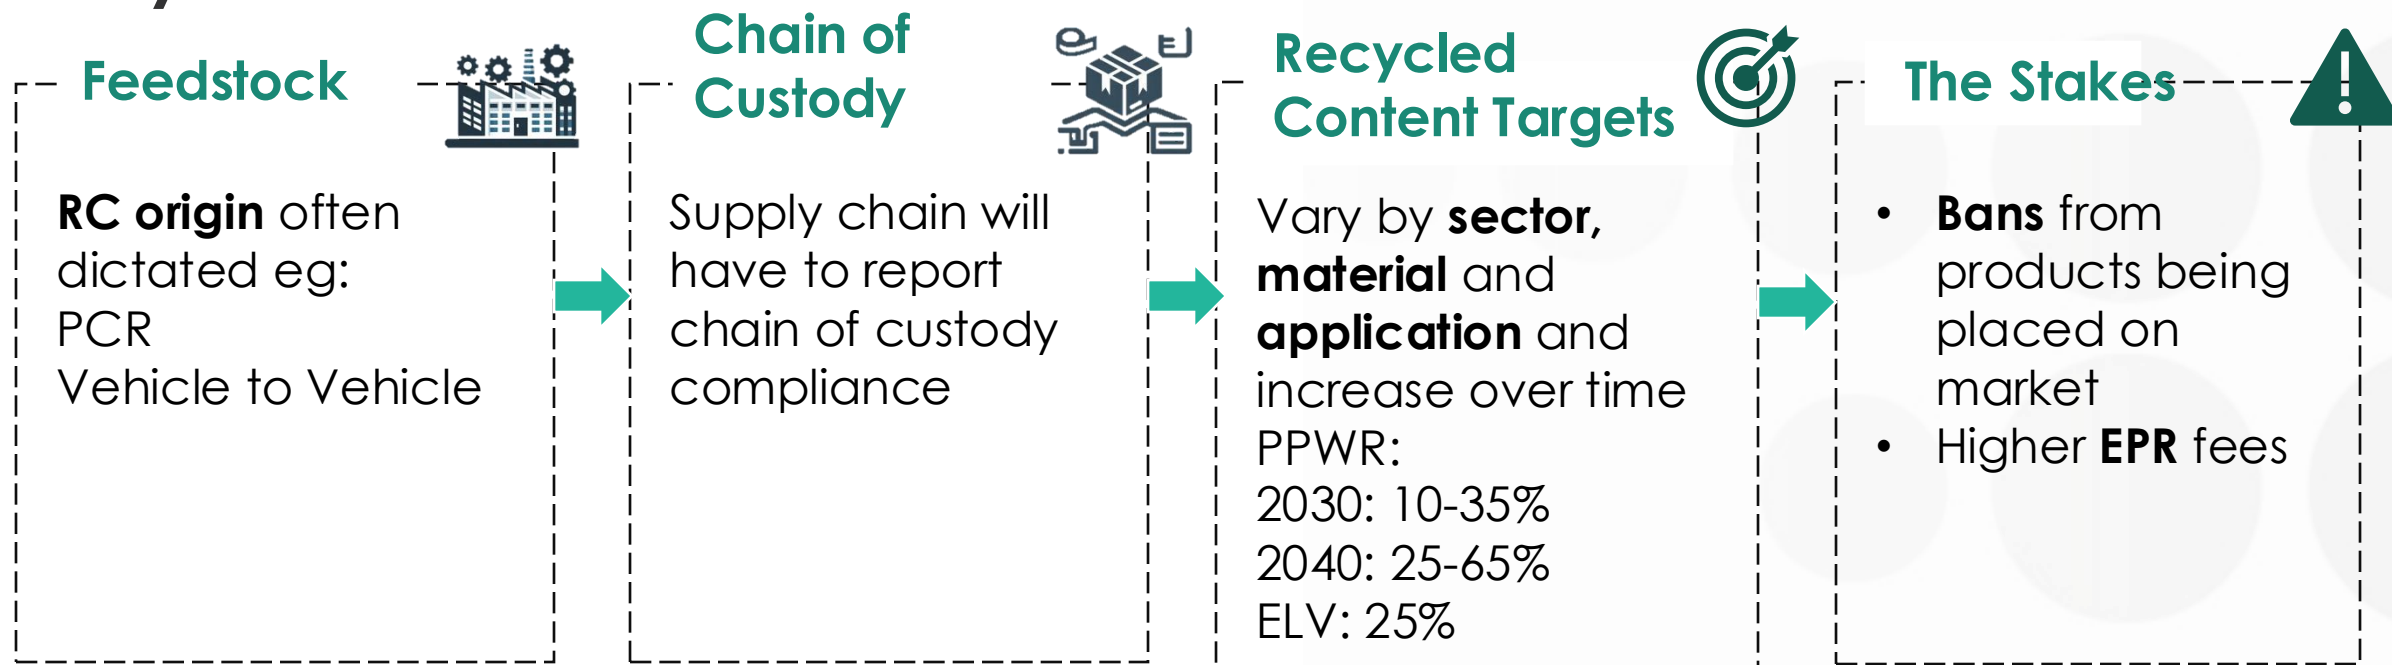 Feedstock
RC origin often
dictated eg:
PCR
Vehicle to Vehicle
Chain of
Custody
Supply chain will
have to report
chain of custody
compliance
Recycled
Content Targets
Vary by sector,
material and
application and
increase over time
PPWR:
2030: 10-35%
2040: 25-65%
ELV: 25%
The Stakes
• Bans from
products being
placed on
market
• Higher EPR fees